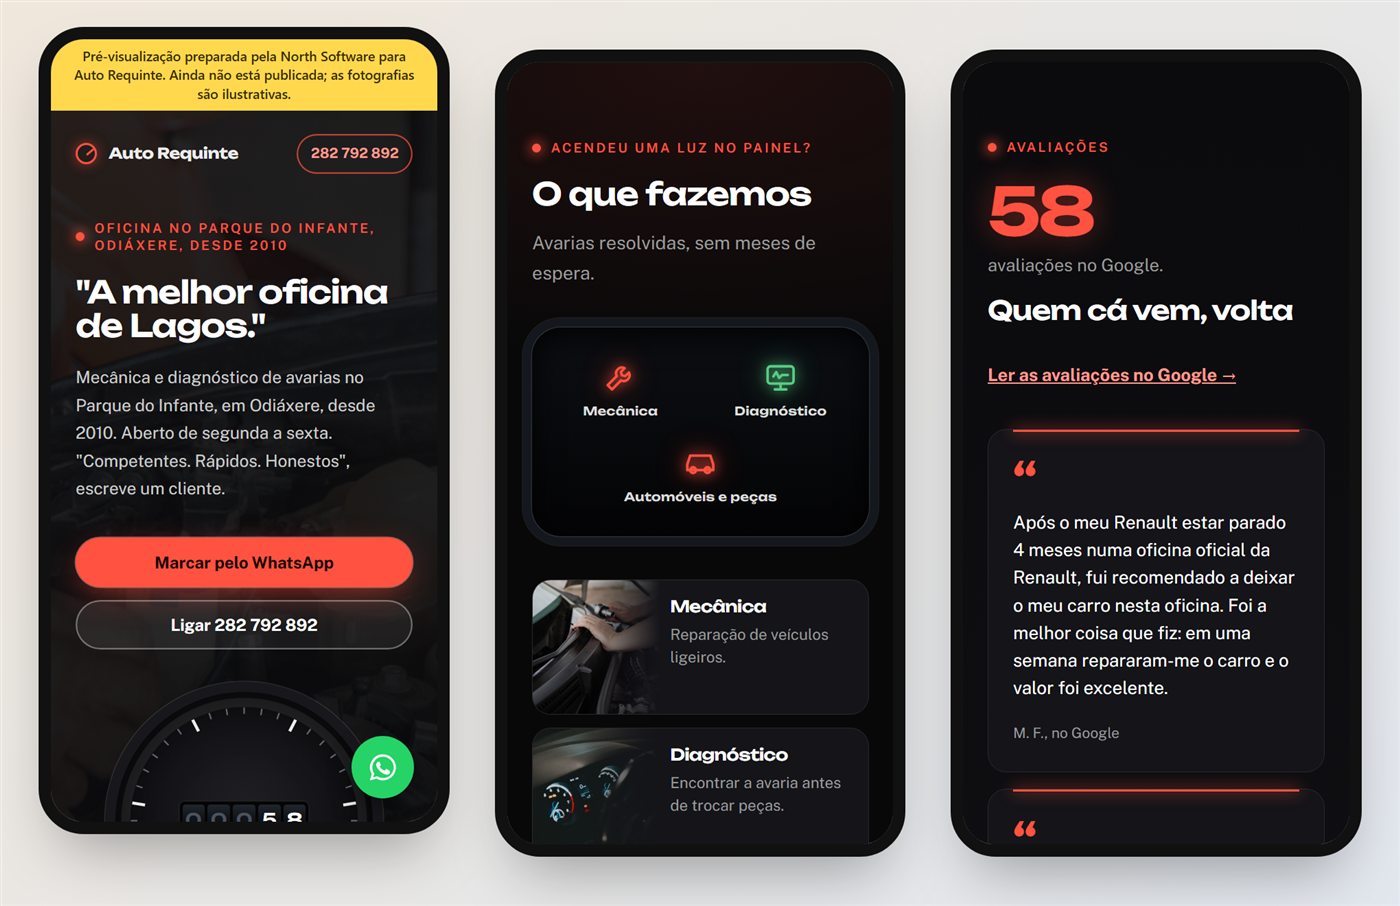 Pré-visualização preparada pela North Software para
Auto Requinte. Ainda não está publicada; as fotografias
são ilustrativas.
Auto Requinte
282 792 892
OFICINA NO PARQUE DO INFANTE,
ODIÁXERE, DESDE 2010
"A melhor oficina
de Lagos."
Mecânica e diagnóstico de avarias no
Parque do Infante, em Odiáxere, desde
2010. Aberto de segunda a sexta.
"Competentes. Rápidos. Honestos",
escreve um cliente.
Marcar pelo WhatsApp
Ligar 282 792 892
00058
ACENDEU UMA LUZ NO PAINEL?
O que fazemos
Avarias resolvidas, sem meses de
espera.
Mecânica
Diagnóstico
Automóveis e peças
Mecânica
Reparação de veículos
ligeiros.
Diagnóstico
Encontrar a avaria antes
de trocar peças.
AVALIAÇÕES
58
avaliações no Google.
Quem cá vem, volta
Ler as avaliações no Google →
“
Após o meu Renault estar parado
4 meses numa oficina oficial da
Renault, fui recomendado a deixar
o meu carro nesta oficina. Foi a
melhor coisa que fiz: em uma
semana repararam-me o carro e o
valor foi excelente.
M. F., no Google
“